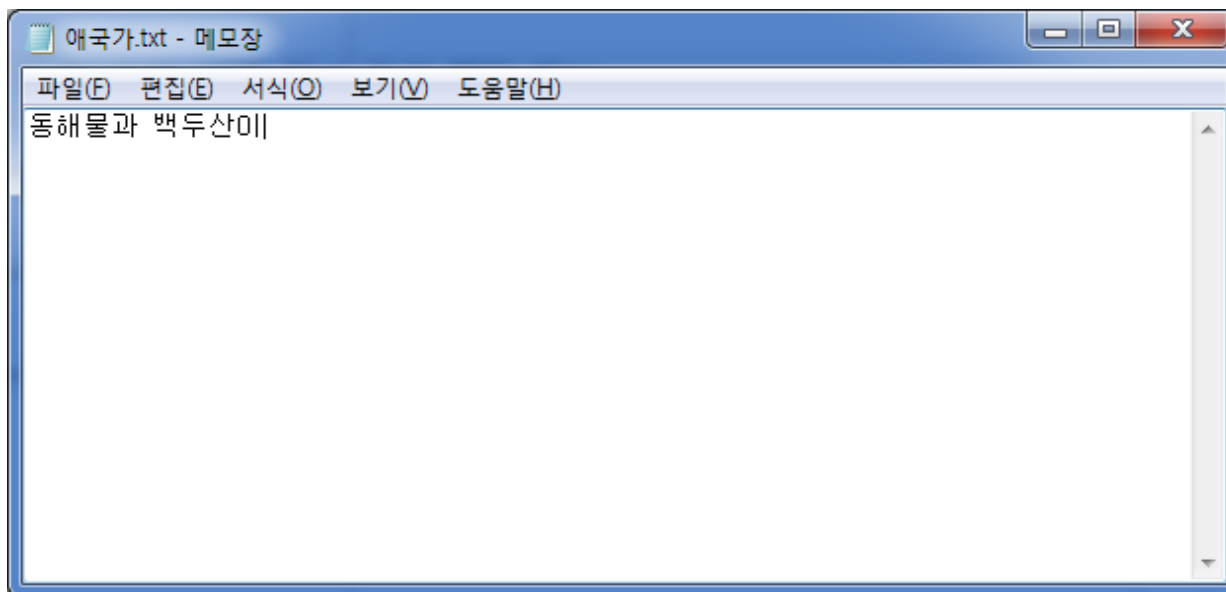 애국가.txt - 메모장
파일(F) 편집(E) 서식(O) 보기(V) 도움말(H)
동해물과 백두산이